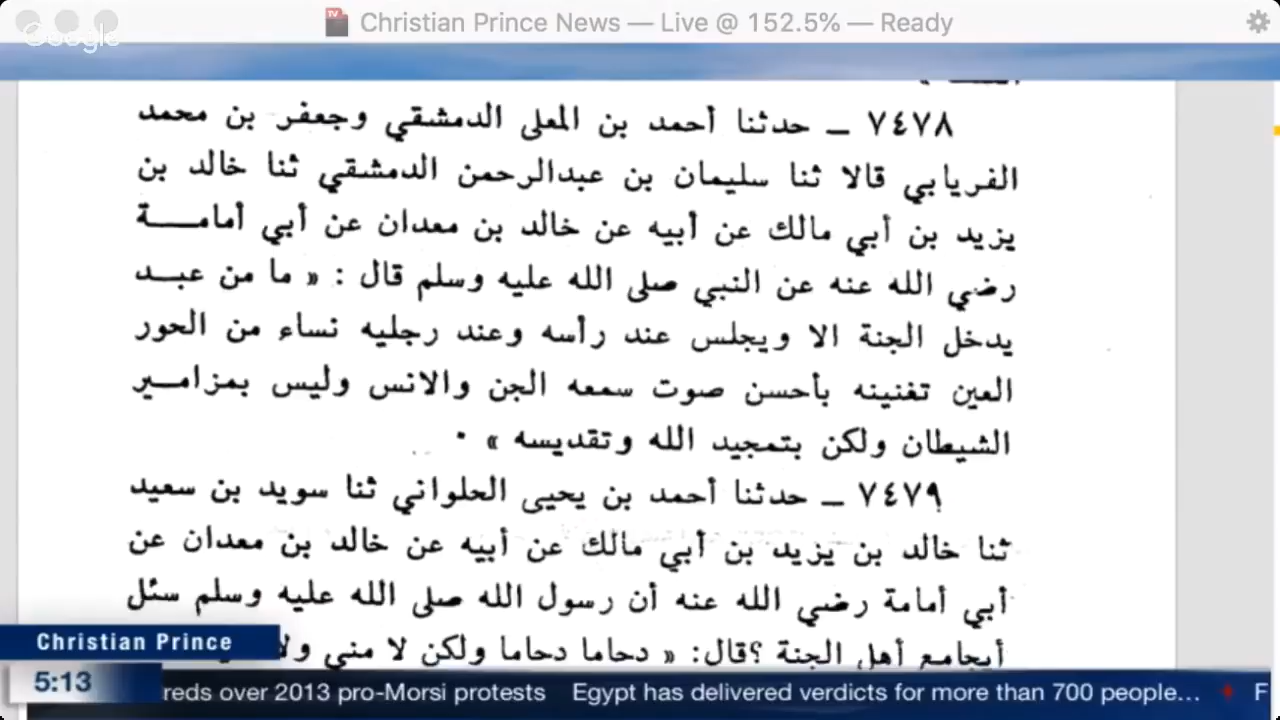 Christian Prince News — Live @ 152.5% — Ready
Google
٧٤٧٨ ــ حدثنا أحمد بن المعلى الدمشقي وجعفر بن محمد
الفريابي قالا ثنا سليمان بن عبدالرحمن الدمشقي ثنا خالد بن
يزيد بن أبي مالك عن أبيه عن خالد بن معدان عن أبي أمامـــة
رضي الله عنه عن النبي صلى الله عليه وسلم قال : « ما من عبــد
يدخل الجنة الا ويجلس عند رأسه وعند رجليه نساء من الحور
العين تغنينه بأحسن صوت سمعه الجن والانس وليس بمزاميـر
الشيطان ولكن بتمجيد الله وتقديسه » ٠
٧٤٧٩ ــ حدثنا أحمد بن يحيى الحلواني ثنا سويد بن سعيد
ثنا خالد بن يزيد بن أبي مالك عن أبيه عن خالد بن معدان عن
أبي أمامة رضي الله عنه أن رسول الله صلى الله عليه وسلم سئل
أيجامع أهل الجنة ؟قال: « دحاما دحاما ولكن لا مني
Christian Prince
5:13
reds over 2013 pro-Morsi protests Egypt has delivered verdicts for more than 700 people...